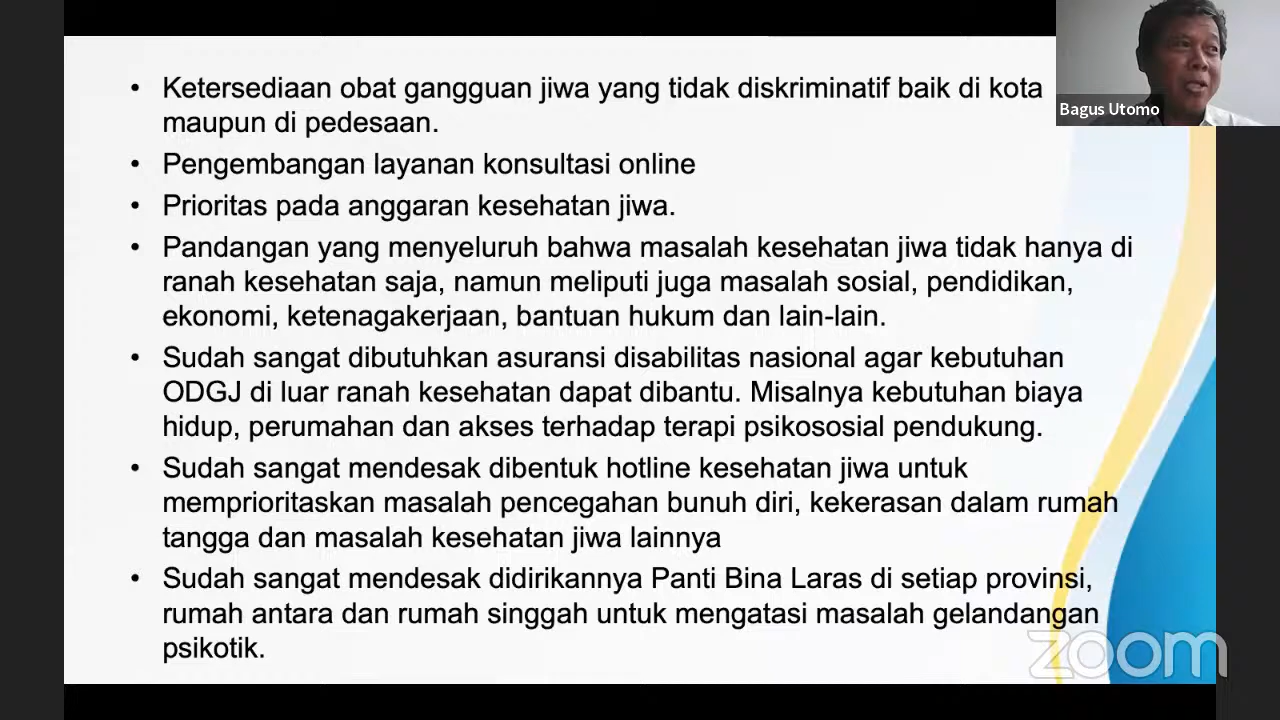 • Ketersediaan obat gangguan jiwa yang tidak diskriminatif baik di kota
maupun di pedesaan.
• Pengembangan layanan konsultasi online
• Prioritas pada anggaran kesehatan jiwa.
• Pandangan yang menyeluruh bahwa masalah kesehatan jiwa tidak hanya di
ranah kesehatan saja, namun meliputi juga masalah sosial, pendidikan,
ekonomi, ketenagakerjaan, bantuan hukum dan lain-lain.
• Sudah sangat dibutuhkan asuransi disabilitas nasional agar kebutuhan
ODGJ di luar ranah kesehatan dapat dibantu. Misalnya kebutuhan biaya
hidup, perumahan dan akses terhadap terapi psikososial pendukung.
• Sudah sangat mendesak dibentuk hotline kesehatan jiwa untuk
memprioritaskan masalah pencegahan bunuh diri, kekerasan dalam rumah
tangga dan masalah kesehatan jiwa lainnya
• Sudah sangat mendesak didirikannya Panti Bina Laras di setiap provinsi,
rumah antara dan rumah singgah untuk mengatasi masalah gelandangan
psikotik.
Bagus Utomo
zoom